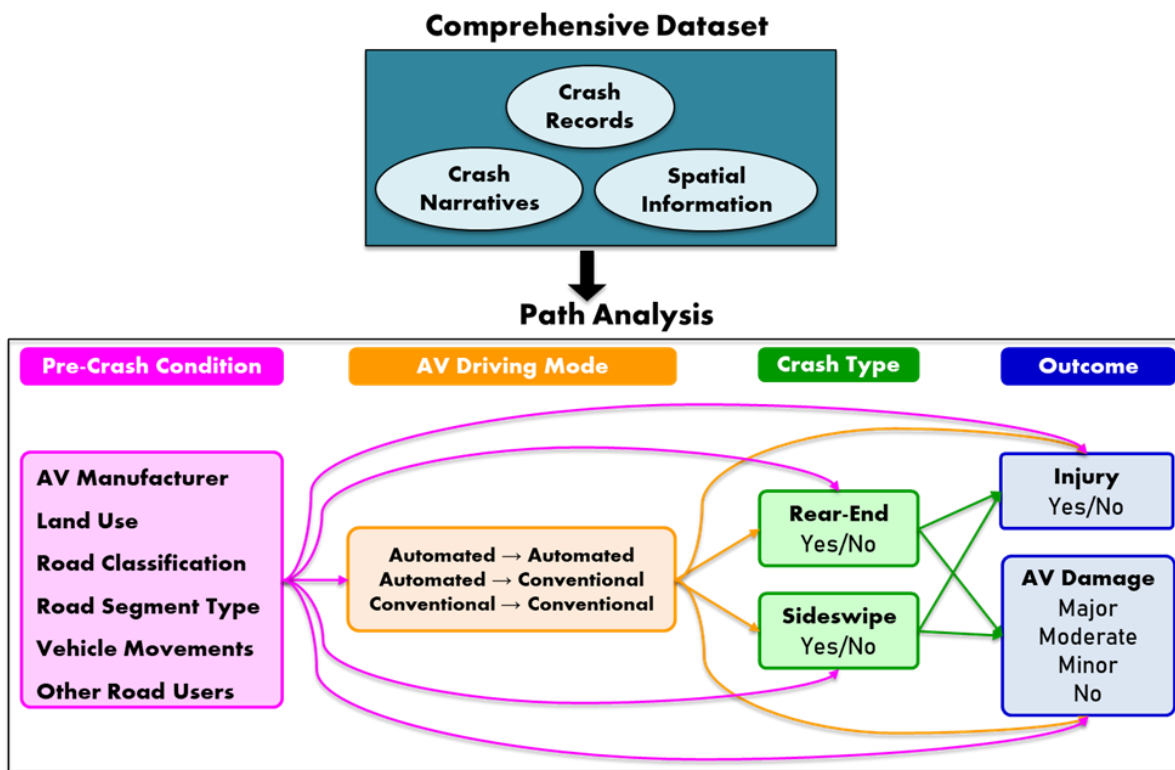 Comprehensive Dataset
Crash
Records
Crash
Narratives
Spatial
Information
Path Analysis
Pre-Crash Condition
AV Driving Mode
Crash Type
Outcome
AV Manufacturer
Land Use
Road Classification
Road Segment Type
Vehicle Movements
Other Road Users
Automated → Automated
Automated → Conventional
Conventional → Conventional
Rear-End
Yes/No
Sideswipe
Yes/No
Injury
Yes/No
AV Damage
Major
Moderate
Minor
No